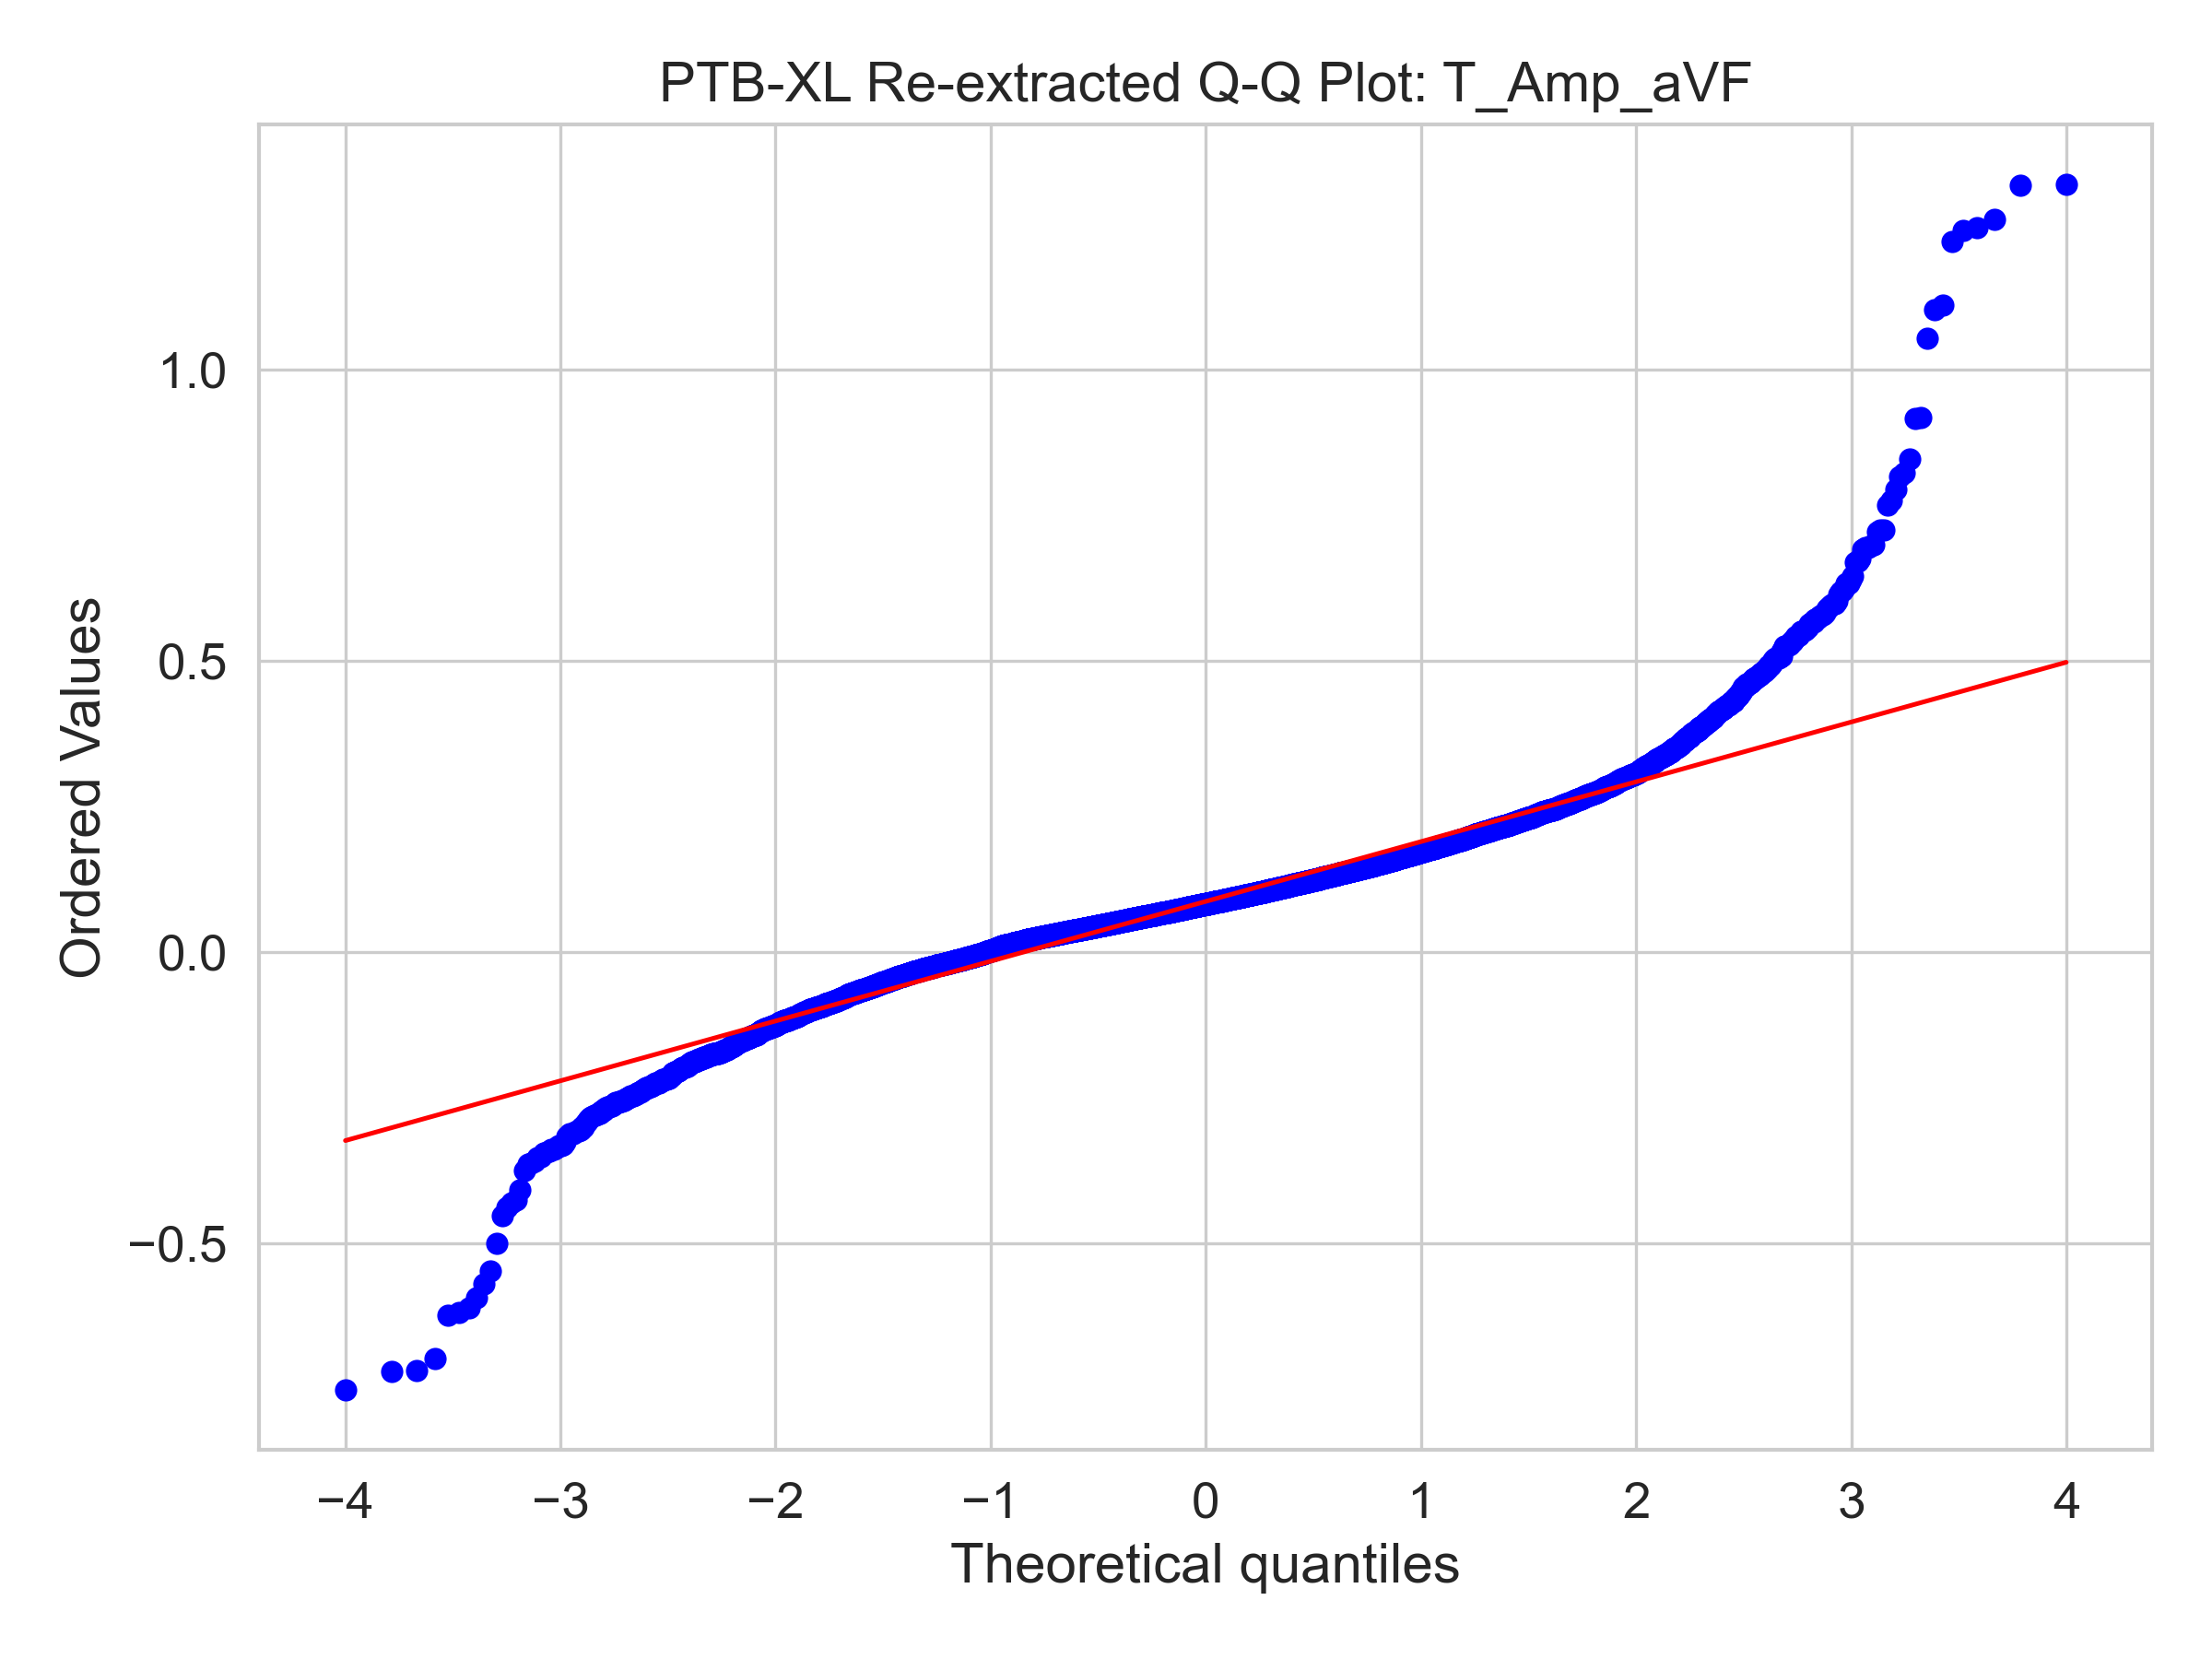 PTB-XL Re-extracted Q-Q Plot: T_Amp_aVF
1.0
0.5
0.0
−0.5
Ordered Values
−4 −3 −2 −1 0 1 2 3 4
Theoretical quantiles